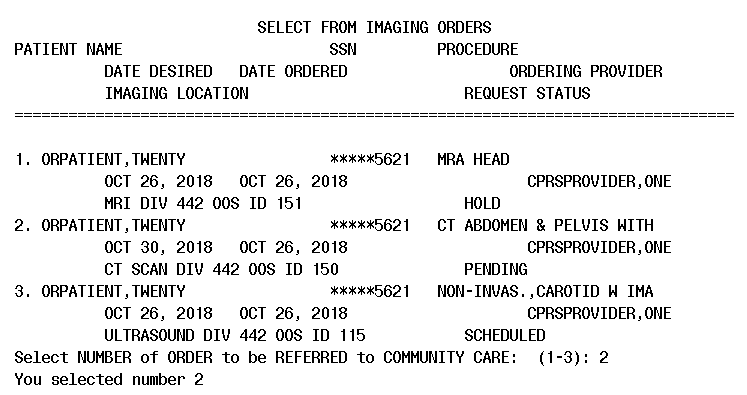 SELECT FROM IMAGING ORDERS
PATIENT NAME SSN PROCEDURE
DATE DESIRED DATE ORDERED ORDERING PROVIDER
IMAGING LOCATION REQUEST STATUS
================================================================================
1. ORPATIENT,TWENTY *****5621 MRA HEAD
OCT 26, 2018 OCT 26, 2018 CPRSPROVIDER,ONE
MRI DIV 442 OOS ID 151 HOLD
2. ORPATIENT,TWENTY *****5621 CT ABDOMEN & PELVIS WITH
OCT 30, 2018 OCT 26, 2018 CPRSPROVIDER,ONE
CT SCAN DIV 442 OOS ID 150 PENDING
3. ORPATIENT,TWENTY *****5621 NON-INVAS.,CAROTID W IMA
OCT 26, 2018 OCT 26, 2018 CPRSPROVIDER,ONE
ULTRASOUND DIV 442 OOS ID 115 SCHEDULED
Select NUMBER of ORDER to be REFERRED to COMMUNITY CARE: (1-3): 2
You selected number 2